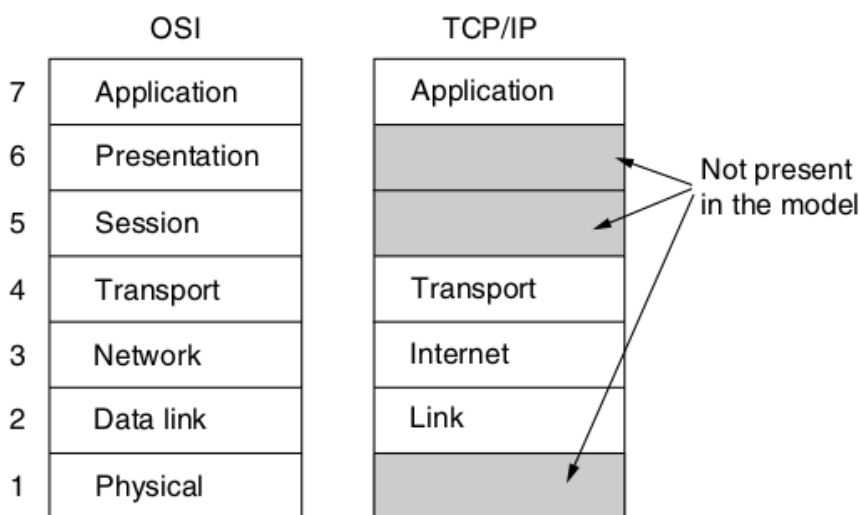 OSI TCP/IP
7 Application Application
6 Presentation
Not present
in the model
5 Session
4 Transport Transport
3 Network Internet
2 Data link Link
1 Physical